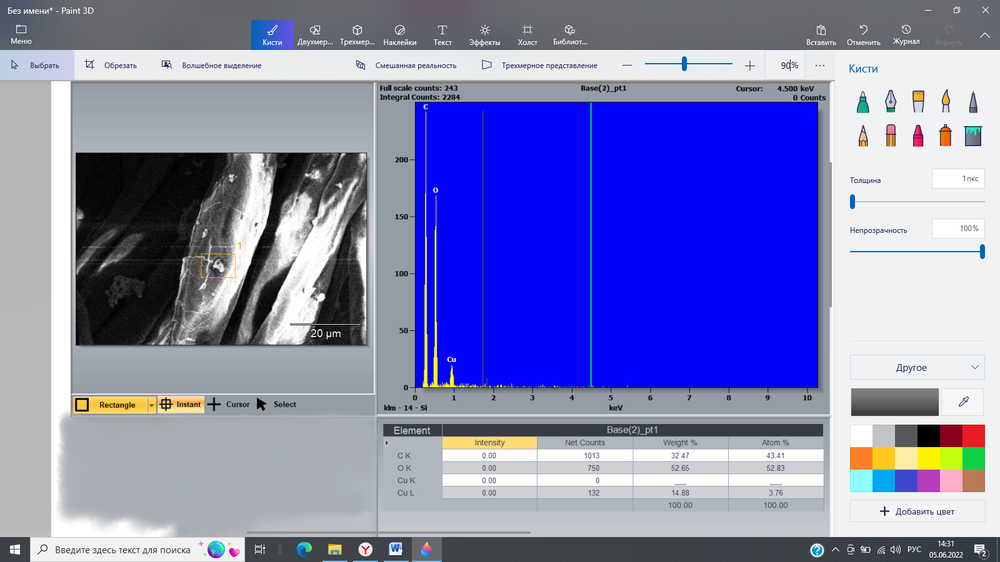 Без имени* - Paint 3D
Меню
Кисти
Двухмер...
Трехмер...
Наклейки
Текст
Эффекты
Холст
Библиот...
Вставить
Отменить
Журнал
Вернуть
Выбрать
Обрезать
Волшебное выделение
Смешанная реальность
Трехмерное представление
90%
Кисти
Толщина
1пкс
Непрозрачность
100%
Другое
Добавить цвет
1
20 µm
Rectangle
Instant
Cursor
Select
Full scale counts: 243
Base(2)_pt1
Cursor: 4.500 keV
Integral Counts: 2284
0 Counts
C
O
Cu
200
150
100
50
0
0 1 2 3 4 5 6 7 8 9 10
klm - 14 - Si
keV
Element Base(2)_pt1
Intensity Net Counts Weight % Atom %
C K 0.00 1013 32.47 43.41
O K 0.00 750 52.65 52.83
Cu K 0.00 0 ___ ___
Cu L 0.00 132 14.88 3.76
100.00 100.00
Введите здесь текст для поиска
РУС
14:31
05.06.2022
2